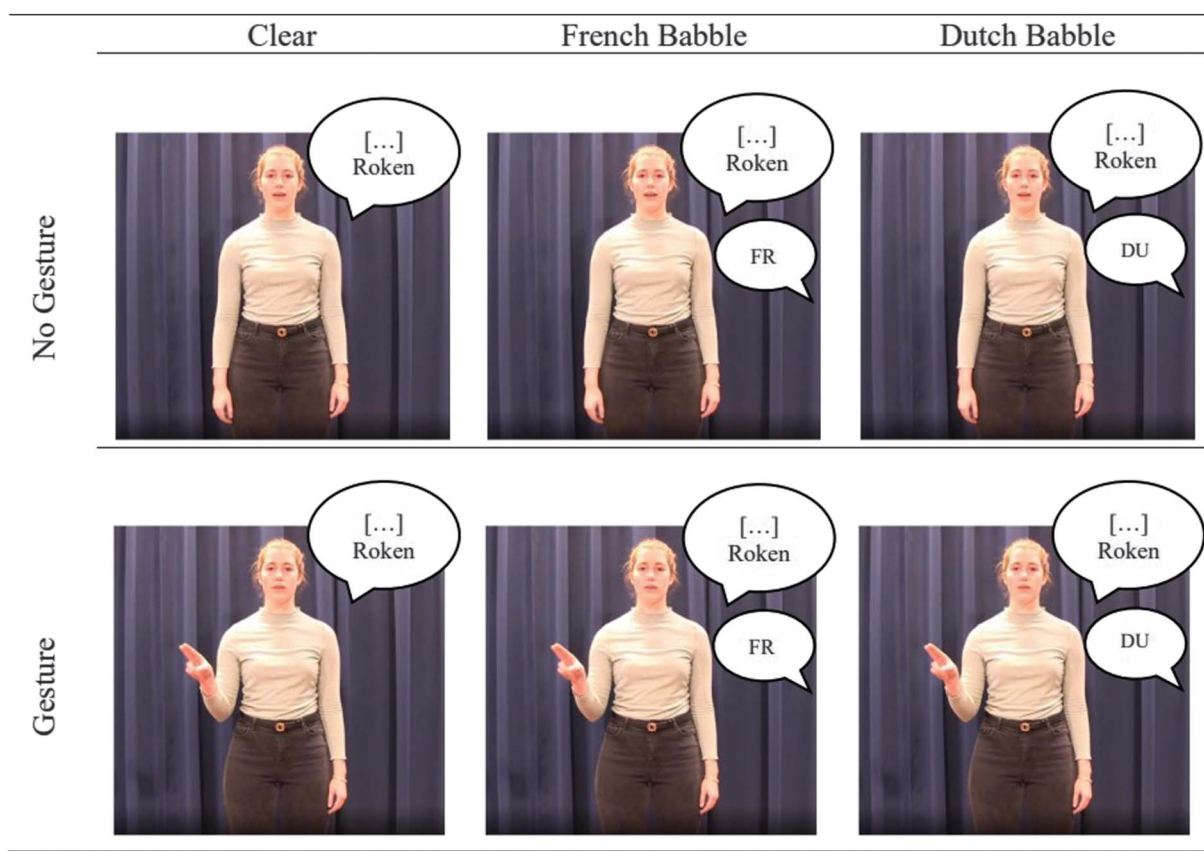 Clear French Babble Dutch Babble
No Gesture
[...]
Roken
[...]
Roken
FR
[...]
Roken
DU
Gesture
[...]
Roken
[...]
Roken
FR
[...]
Roken
DU